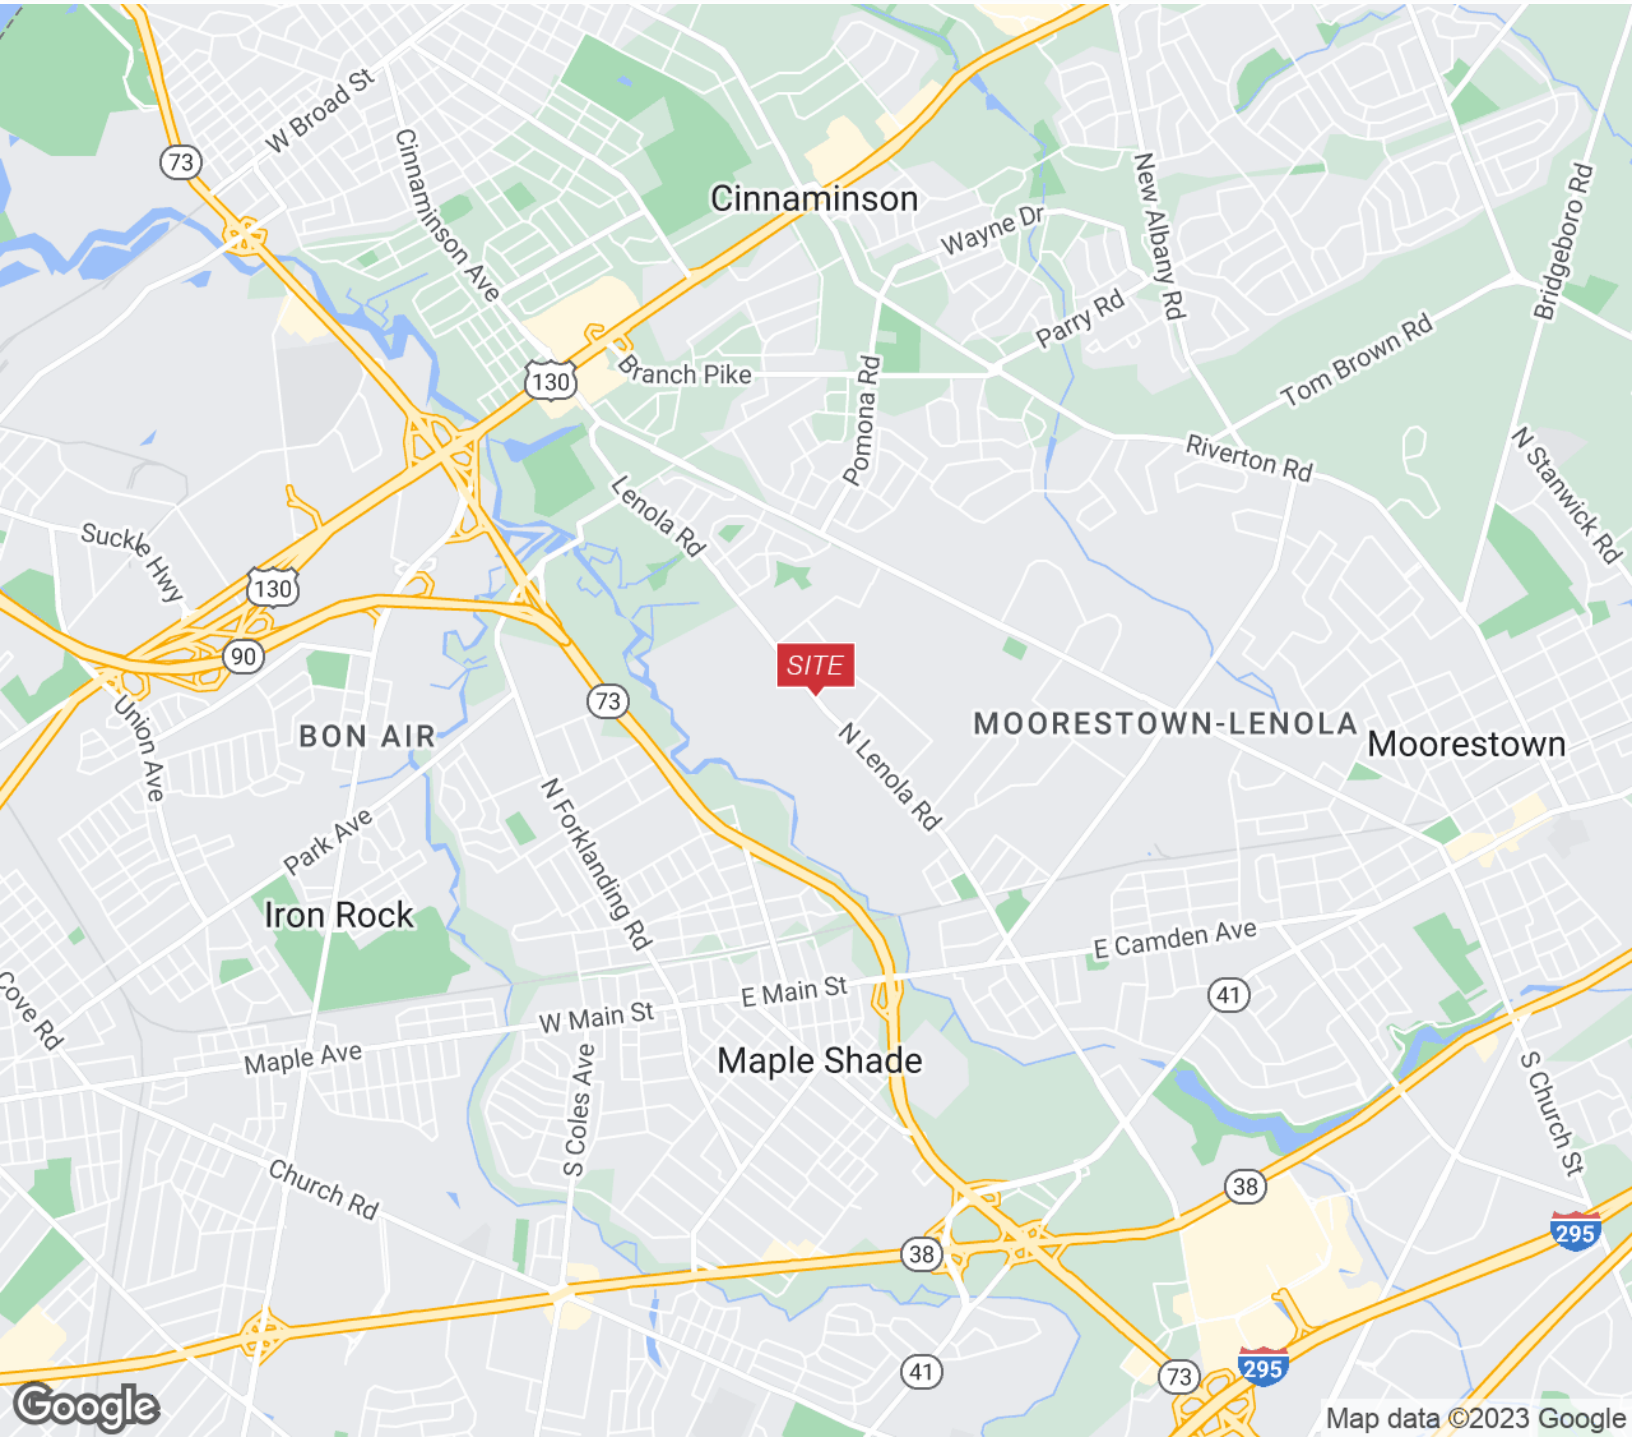 W Broad St
73
Cinnaminson Ave
Cinnaminson
Wayne Dr
New Albany Rd
Bridgeboro Rd
Parry Rd
Tom Brown Rd
130
Branch Pike
Pomona Rd
Riverton Rd
N Stanwick Rd
Lenola Rd
Suckle Hwy
130
90
SITE
73
Union Ave
BON AIR
N Lenola Rd
MOORESTOWN-LENOLA
Moorestown
Park Ave
N Forklanding Rd
Iron Rock
E Camden Ave
Cove Rd
E Main St
41
W Main St
Maple Ave
Maple Shade
S Coles Ave
S Church St
Church Rd
38
295
38
295
41
73
Google
Map data ©2023 Google